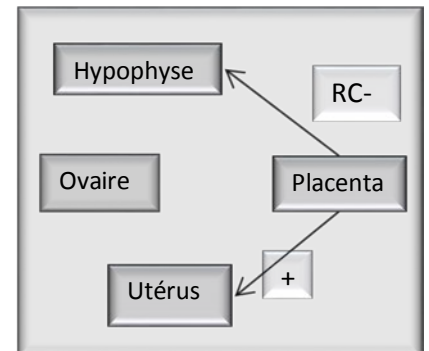 Hypophyse
RC-
Ovaire
Placenta
Utérus
+